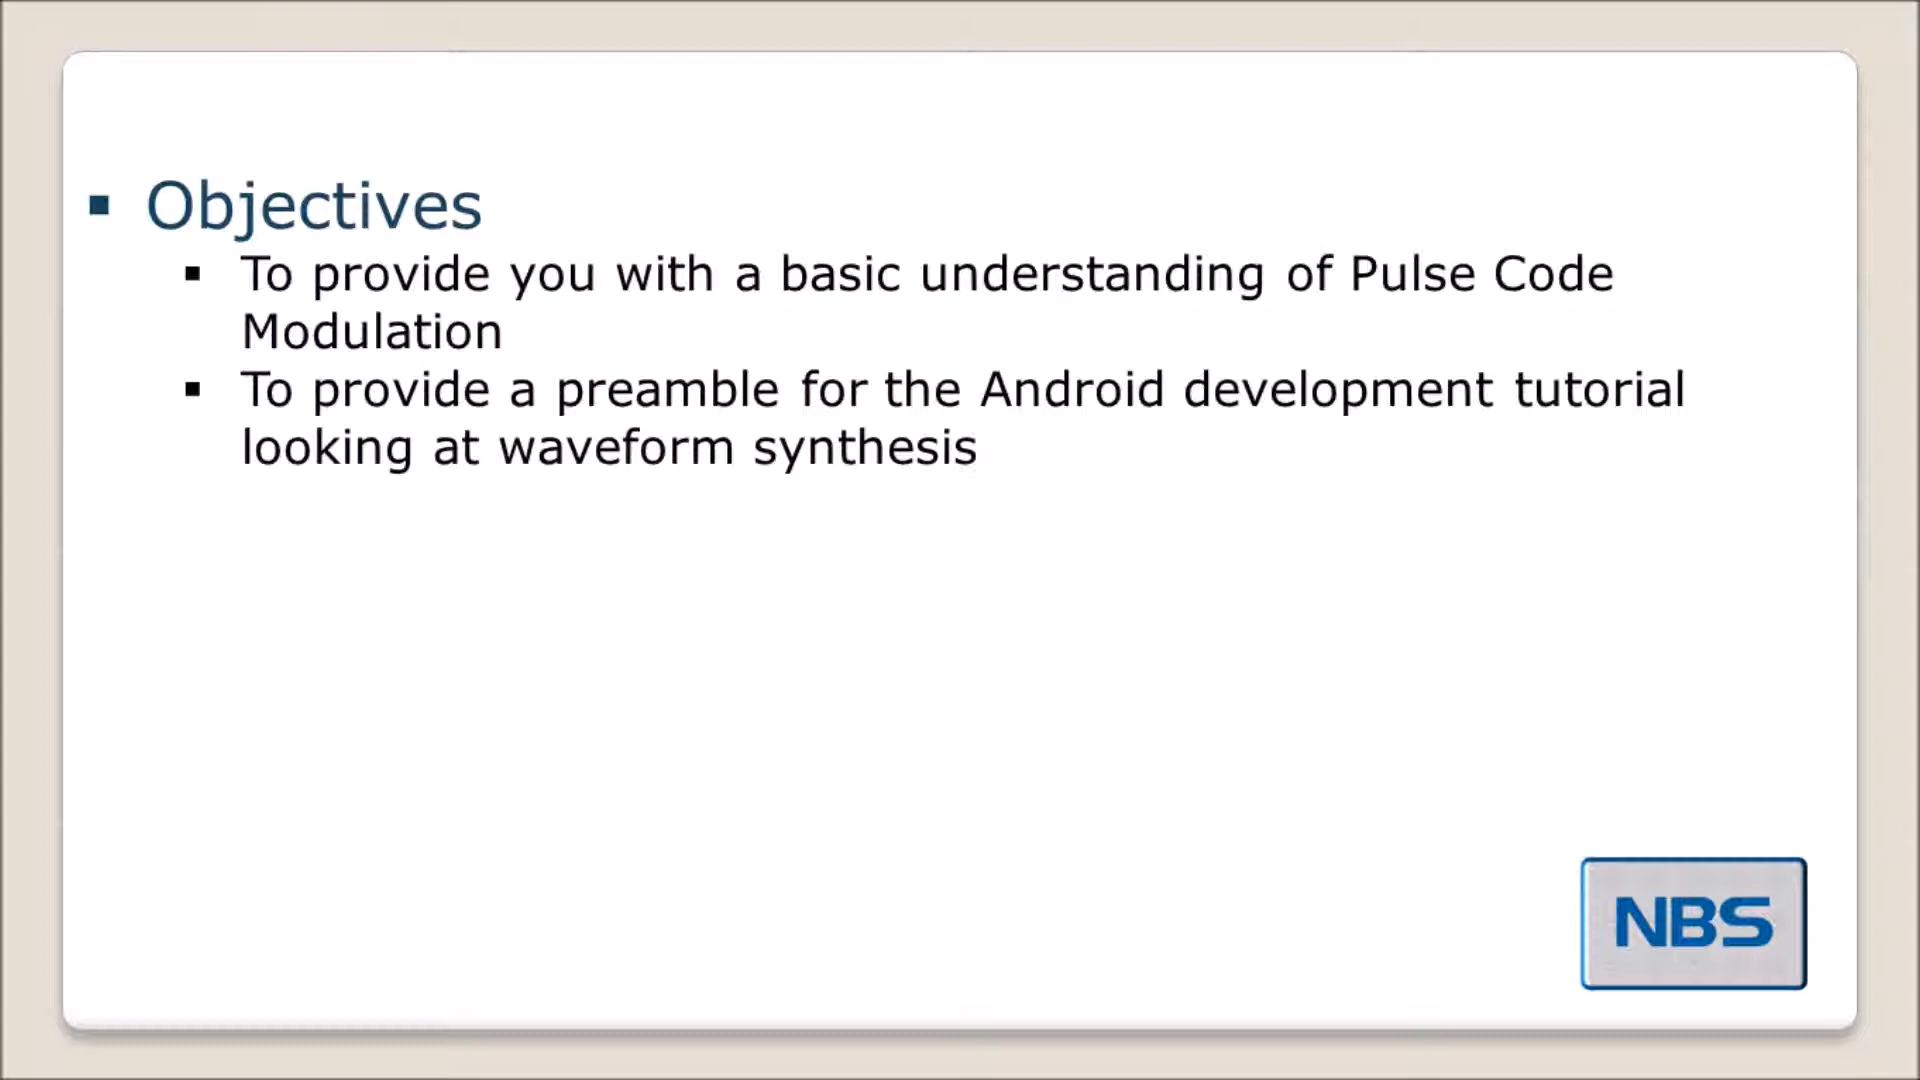 Objectives
To provide you with a basic understanding of Pulse Code
Modulation
To provide a preamble for the Android development tutorial
looking at waveform synthesis
NBS